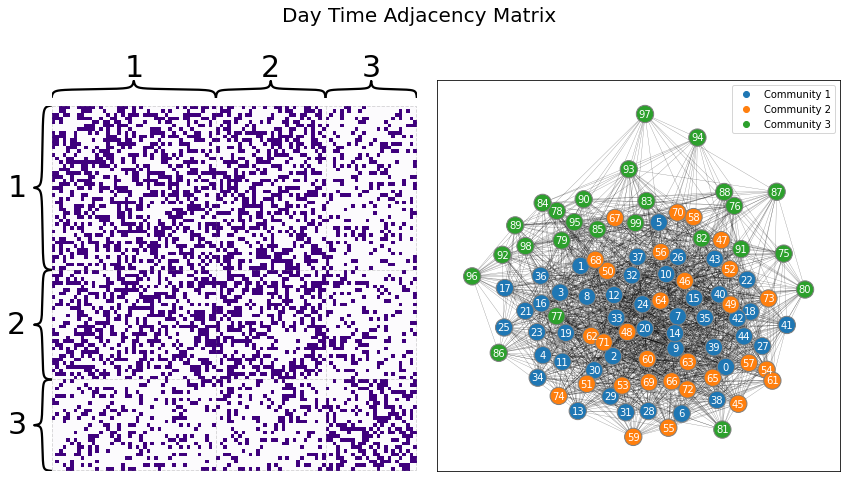 Day Time Adjacency Matrix
1 2 3
1
2
3
Community 1
Community 2
Community 3
97
94
93
88 87
84 90 83 76
78 67 70 58
89 95 85 99 5
98 79 82 47 91
92 56 75
1 68 50 37 26 43
96 36 32 10 52 22
17 3 8 12 46 80
21 16 24 64 15 40 49 73
77 33 7 35 42 18
25 23 19 62 48 20 14 44 41
86 4 71 9 39 27
11 2 60 63 57
34 30 0 54
51 53 69 66 65 61
74 29 72 38 45
13 31 28 6
59 55 81